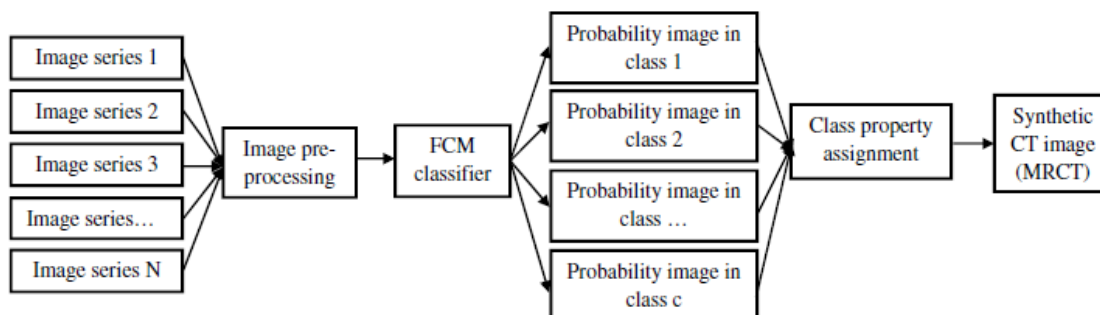 Image series 1
Image series 2
Image series 3
Image series…
Image series N
Image pre-
processing
FCM
classifier
Probability image in
class 1
Probability image in
class 2
Probability image in
class …
Probability image in
class c
Class property
assignment
Synthetic
CT image
(MRCT)